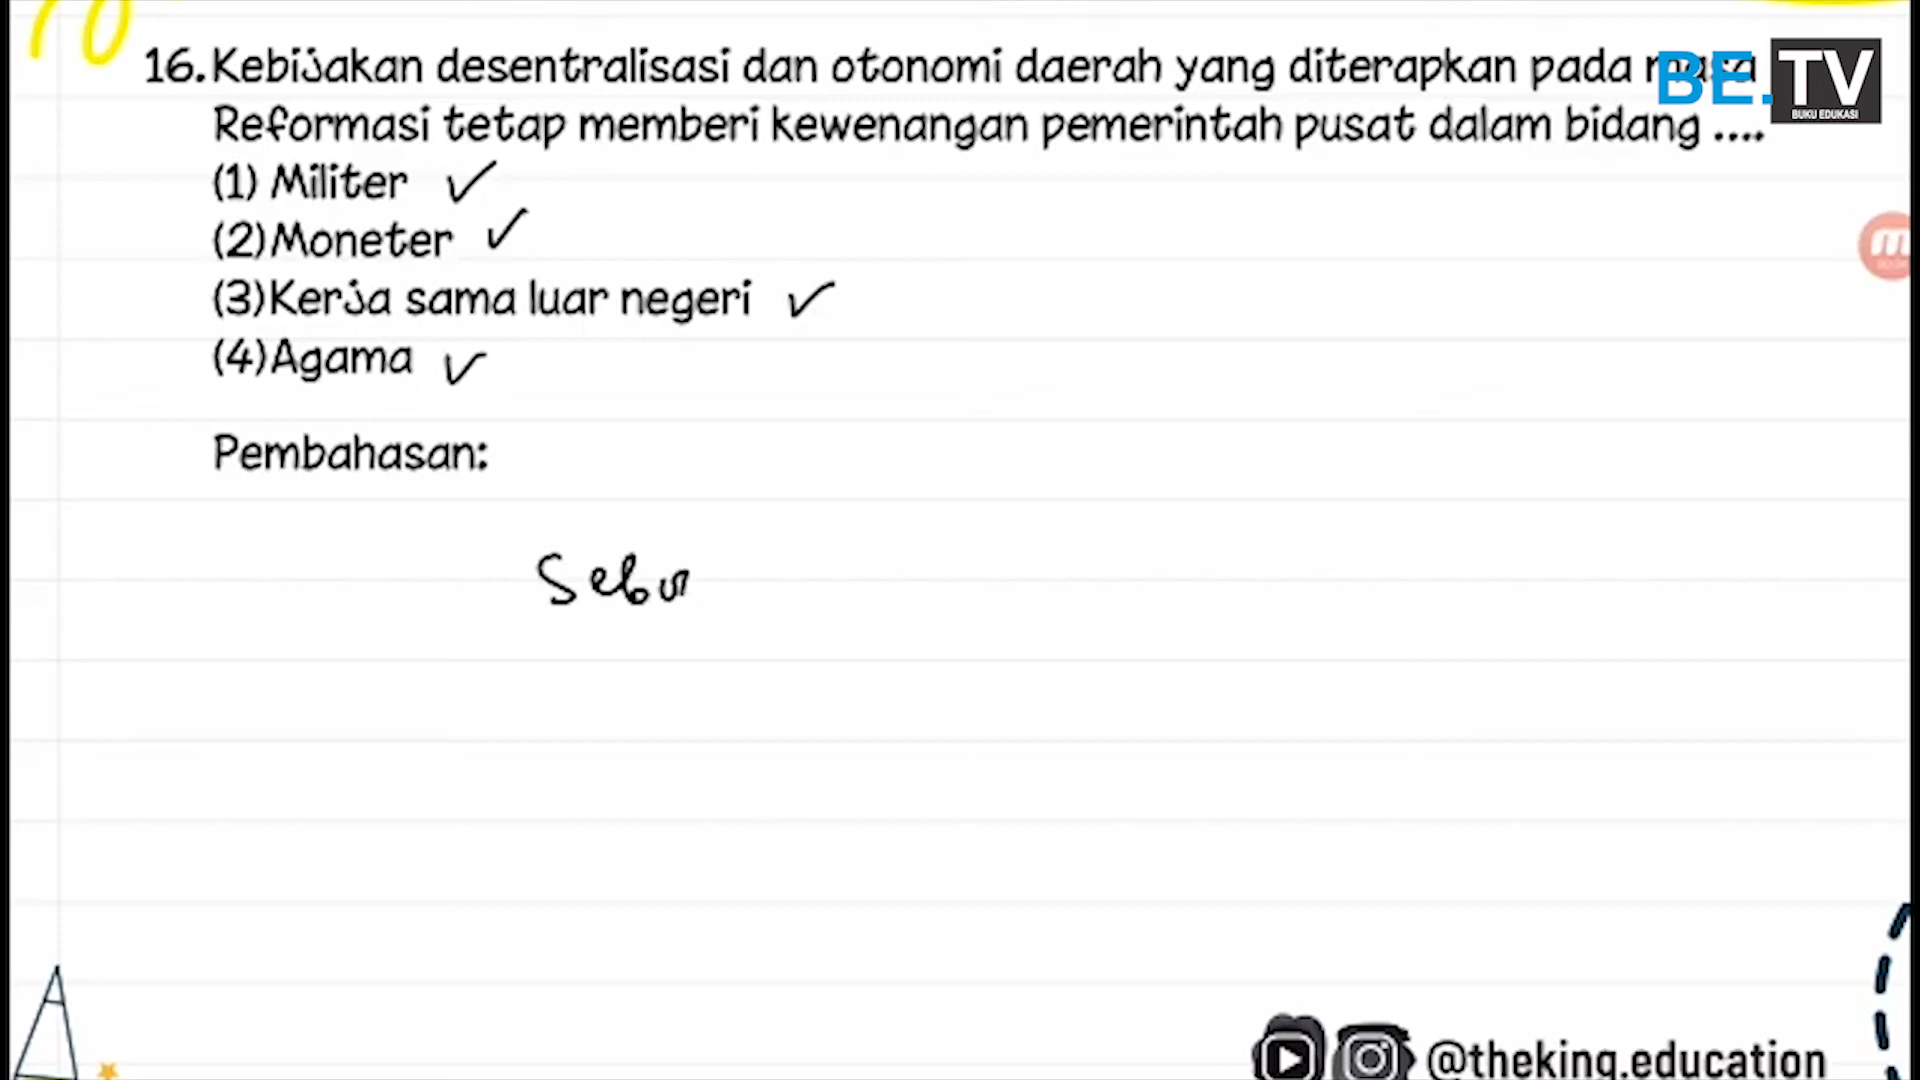 16. Kebijakan desentralisasi dan otonomi daerah yang diterapkan pada masa
BE.TV
BUKU EDUKASI
Reformasi tetap memberi kewenangan pemerintah pusat dalam bidang ....
(1) Militer ✓
(2) Moneter ✓
(3) Kerja sama luar negeri ✓
(4) Agama ✓
Pembahasan:
@theking.education